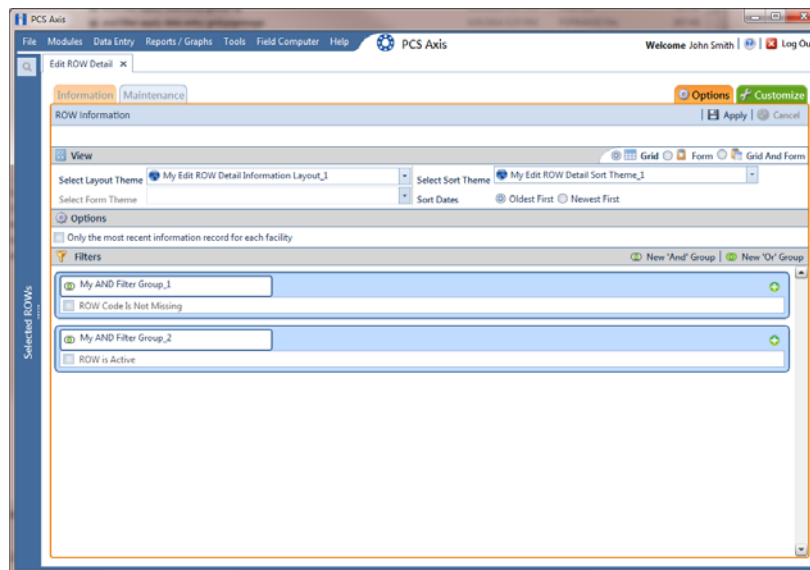 PCS Axis
File Modules Data Entry Reports / Graphs Tools Field Computer Help PCS Axis Welcome John Smith | Log Ou
Edit ROW Detail
Information Maintenance Options Customize
ROW Information Apply | Cancel
View Grid Form Grid And Form
Select Layout Theme My Edit ROW Detail Information Layout_1 Select Sort Theme My Edit ROW Detail Sort Theme_1
Select Form Theme Sort Dates Oldest First Newest First
Options
Only the most recent information record for each facility
Filters New 'And' Group | New 'Or' Group
My AND Filter Group_1
ROW Code Is Not Missing
My AND Filter Group_2
ROW is Active
Selected ROWs